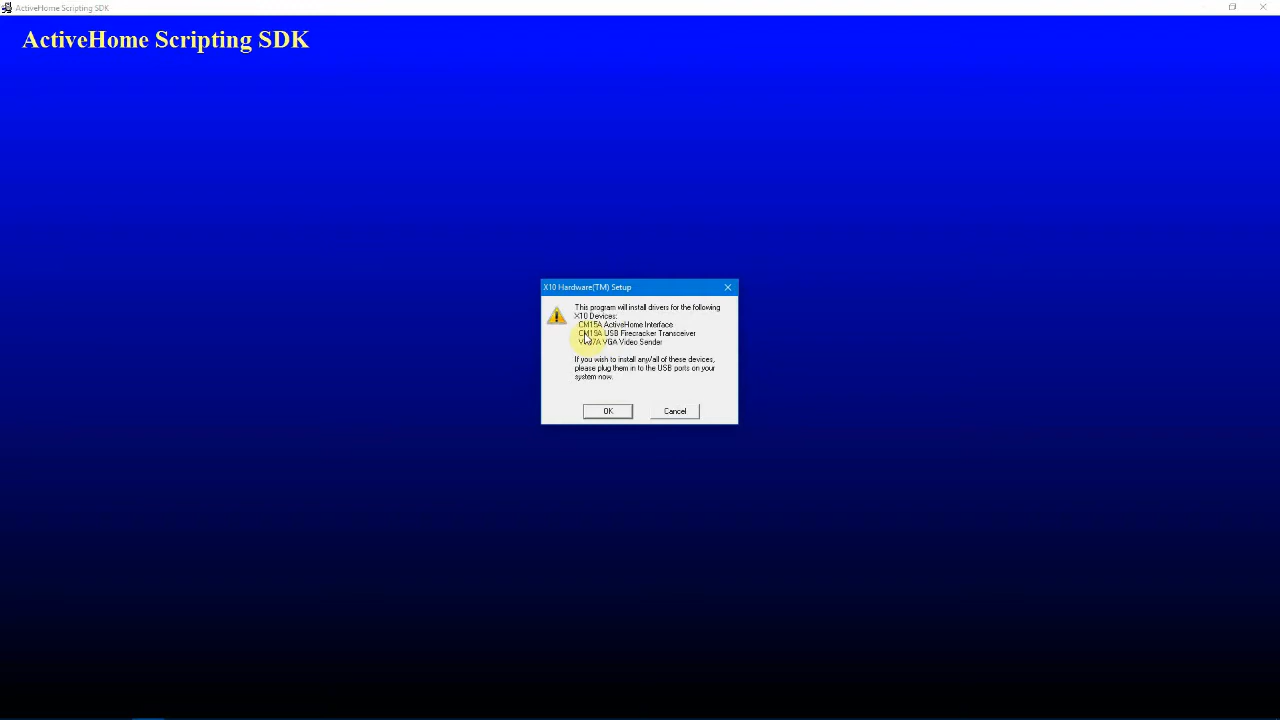 ActiveHome Scripting SDK
ActiveHome Scripting SDK
X10 Hardware(TM) Setup
This program will install drivers for the following
X10 Devices:
CM15A ActiveHome Interface
CM19A USB Firecracker Transceiver
VGA Video Sender
If you wish to install any/all of these devices,
please plug them in to the USB ports on your
system now.
OK
Cancel